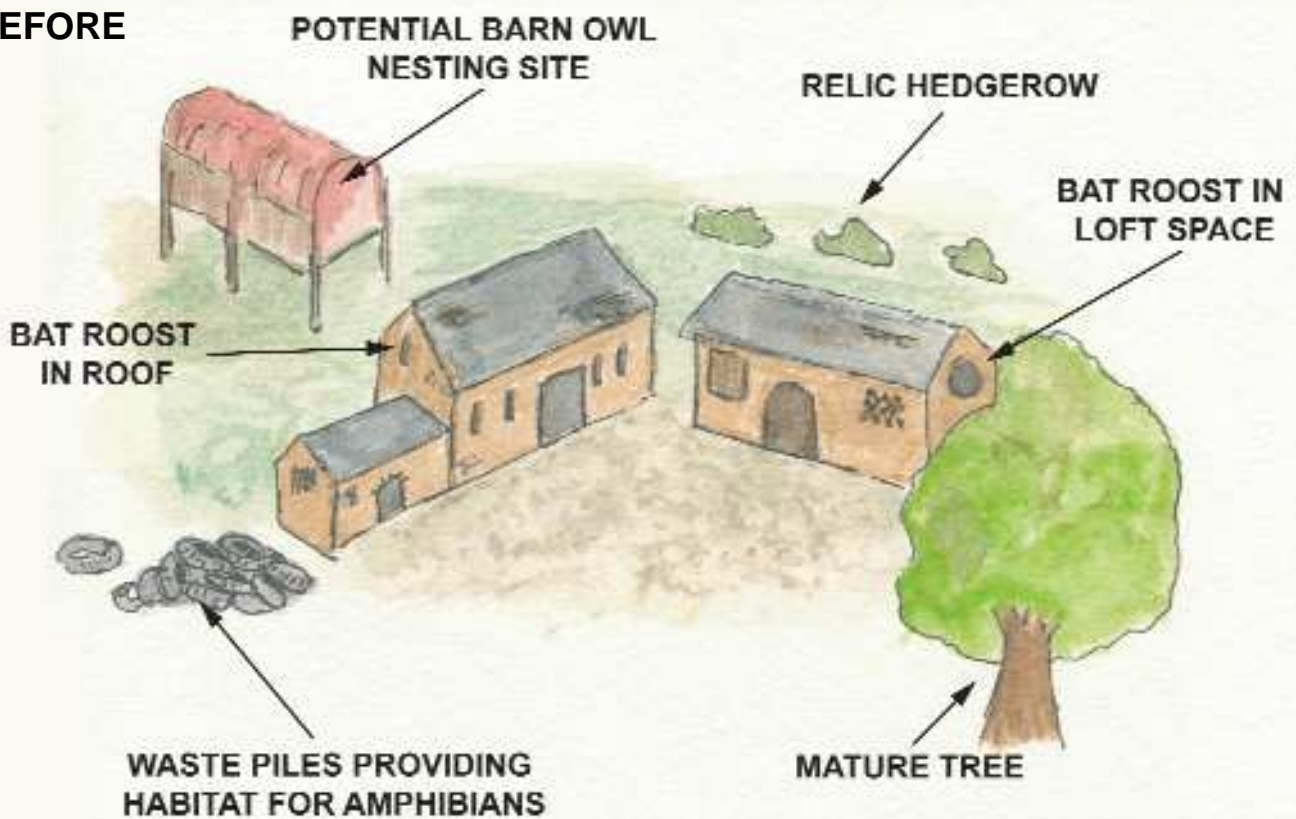 EFORE
POTENTIAL BARN OWL
NESTING SITE
RELIC HEDGEROW
BAT ROOST IN
LOFT SPACE
BAT ROOST
IN ROOF
WASTE PILES PROVIDING
HABITAT FOR AMPHIBIANS
MATURE TREE